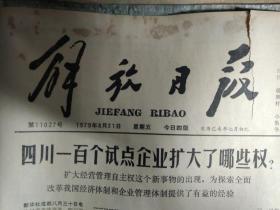 解放日报
JIEFANG RIBAO
第11027号 1979年8月31日 星期五 今日四版
四川一百个试点企业扩大了哪些权?
扩大经营管理自主权这个新事物的出现，为探索全面
改革我国经济体制和企业管理体制提供了有益的经验